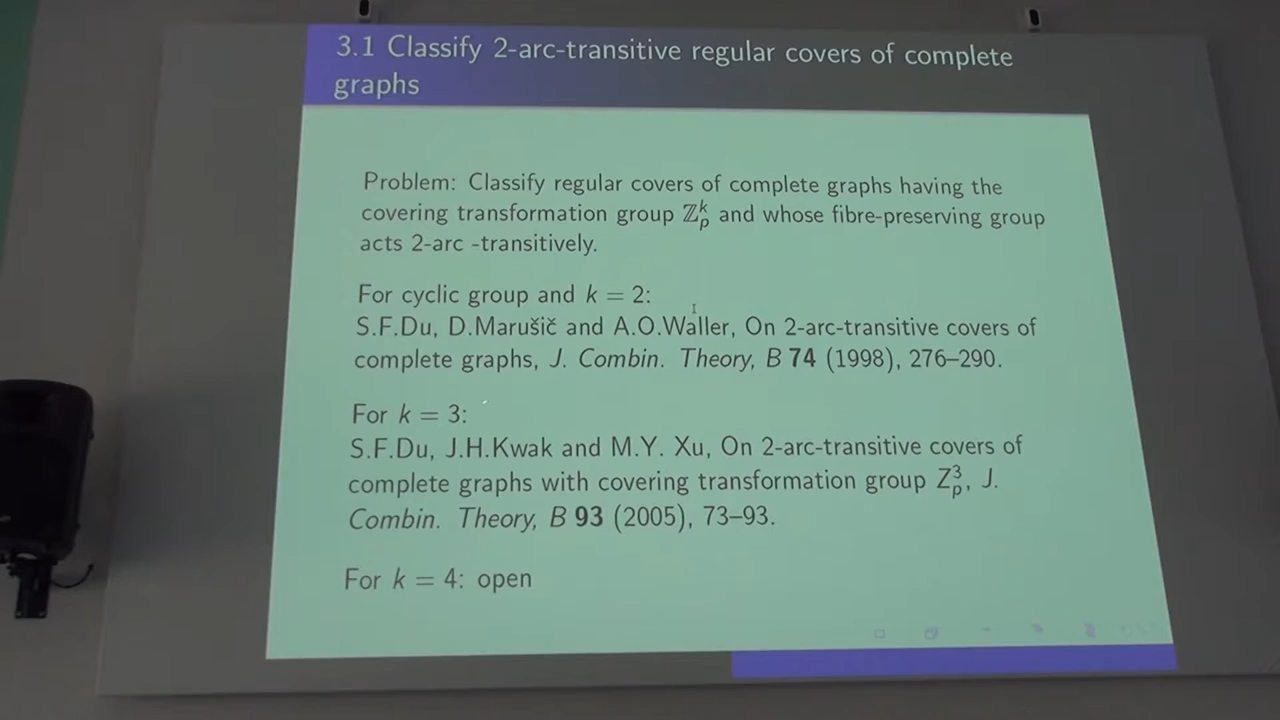 3.1 Classify 2-arc-transitive regular covers of complete
graphs
Problem: Classify regular covers of complete graphs having the
covering transformation group ℤₚᵏ and whose fibre-preserving group
acts 2-arc -transitively.
For cyclic group and k = 2:
S.F.Du, D.Marušič and A.O.Waller, On 2-arc-transitive covers of
complete graphs, J. Combin. Theory, B 74 (1998), 276–290.
For k = 3:
S.F.Du, J.H.Kwak and M.Y. Xu, On 2-arc-transitive covers of
complete graphs with covering transformation group Zₚ³, J.
Combin. Theory, B 93 (2005), 73–93.
For k = 4: open